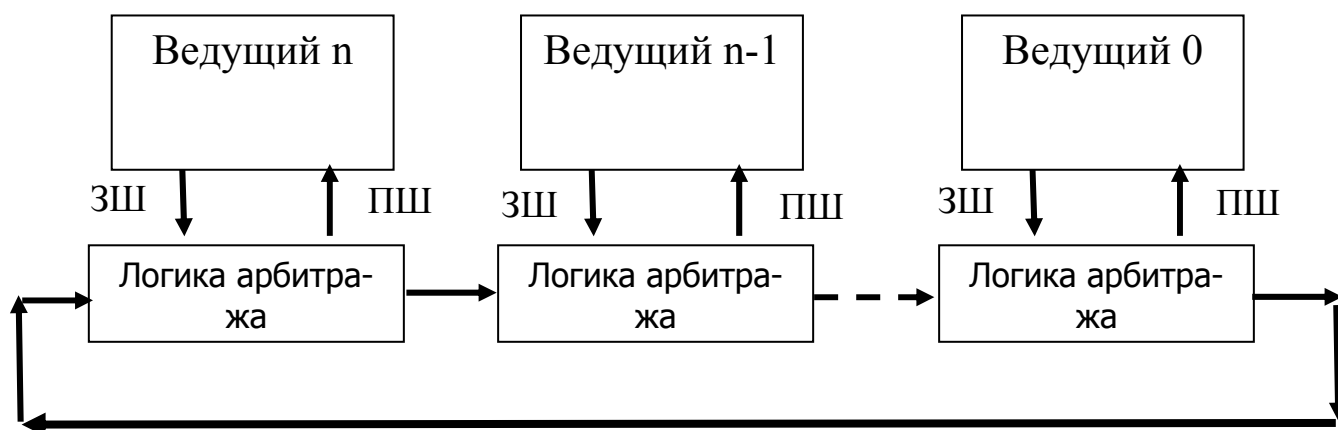 Ведущий n
Ведущий n-1
Ведущий 0
ЗШ
ПШ
ЗШ
ПШ
ЗШ
ПШ
Логика арбитра-
жа
Логика арбитра-
жа
Логика арбитра-
жа